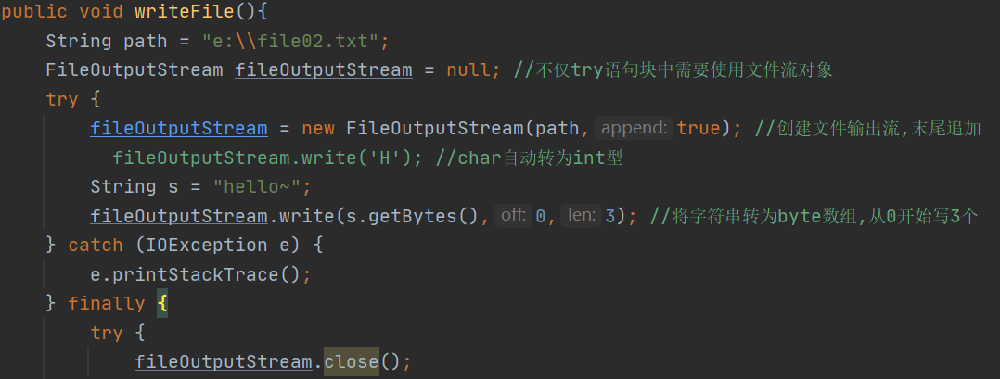 public void writeFile(){
String path = "e:\\file02.txt";
FileOutputStream fileOutputStream = null; //不仅try语句块中需要使用文件流对象
try {
fileOutputStream = new FileOutputStream(path, append: true); //创建文件输出流,末尾追加
fileOutputStream.write('H'); //char自动转为int型
String s = "hello~";
fileOutputStream.write(s.getBytes(), off: 0, len: 3); //将字符串转为byte数组,从0开始写3个
} catch (IOException e) {
e.printStackTrace();
} finally {
try {
fileOutputStream.close();